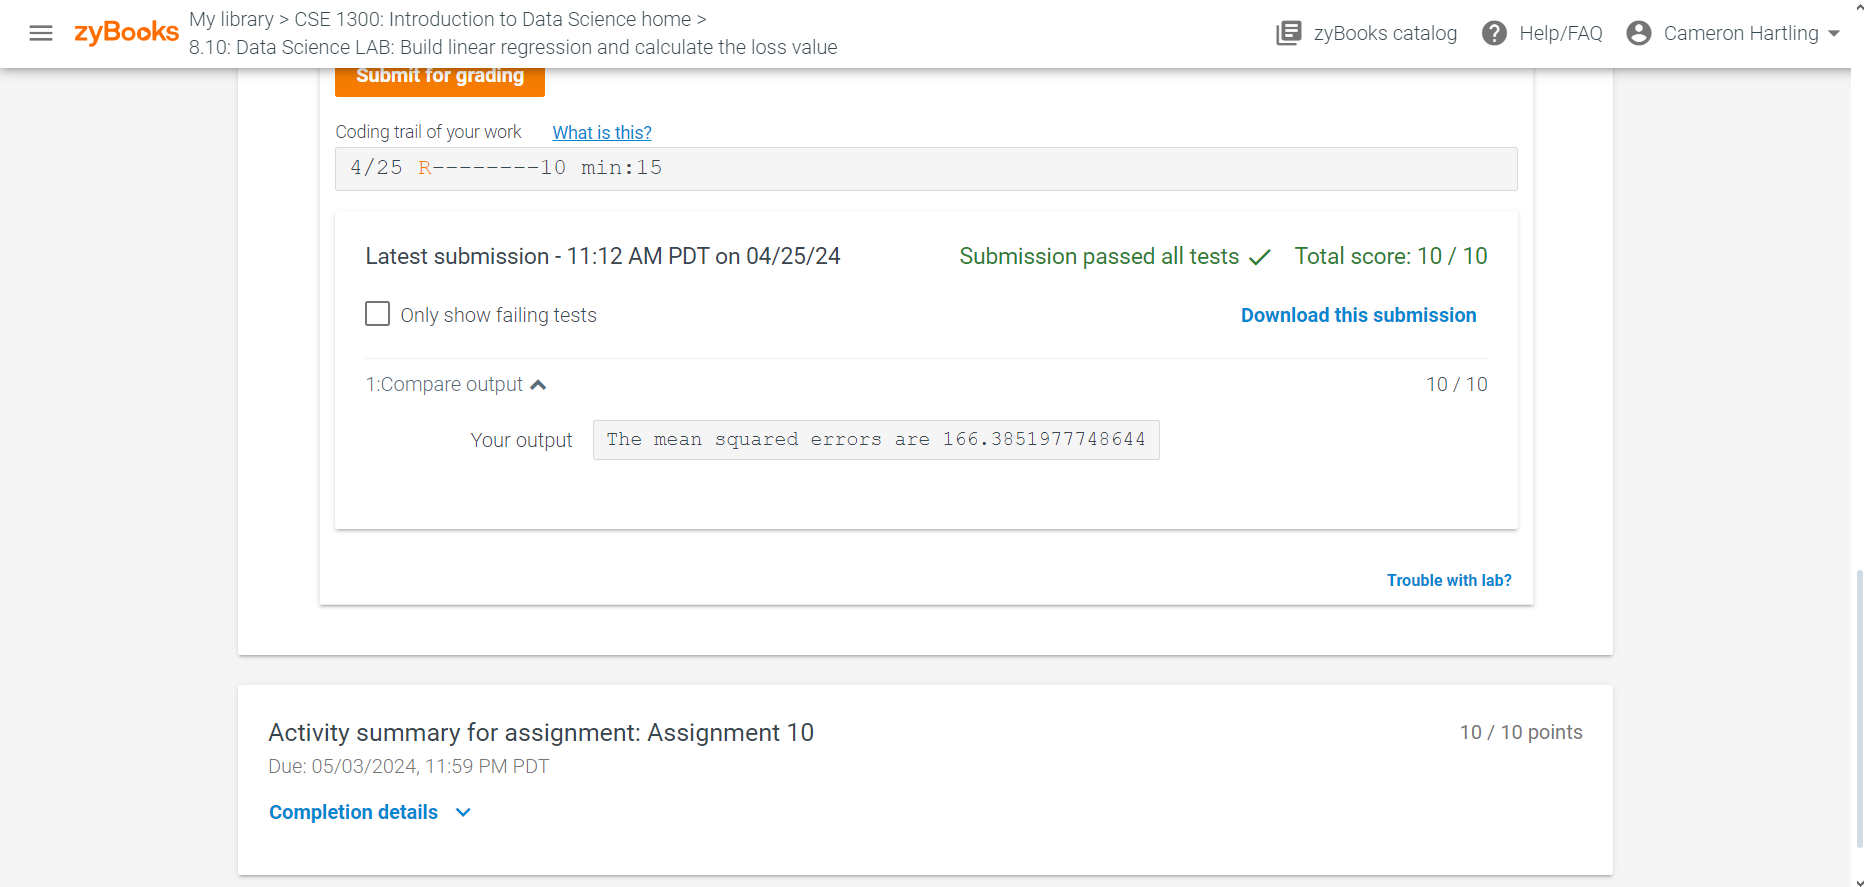 zyBooks
My library > CSE 1300: Introduction to Data Science home >
8.10: Data Science LAB: Build linear regression and calculate the loss value
zyBooks catalog
Help/FAQ
Cameron Hartling
Submit for grading
Coding trail of your work What is this?
4/25 R--------10 min:15
Latest submission - 11:12 AM PDT on 04/25/24
Submission passed all tests ✓ Total score: 10 / 10
Only show failing tests
Download this submission
1:Compare output
10 / 10
Your output
The mean squared errors are 166.3851977748644
Trouble with lab?
Activity summary for assignment: Assignment 10
10 / 10 points
Due: 05/03/2024, 11:59 PM PDT
Completion details